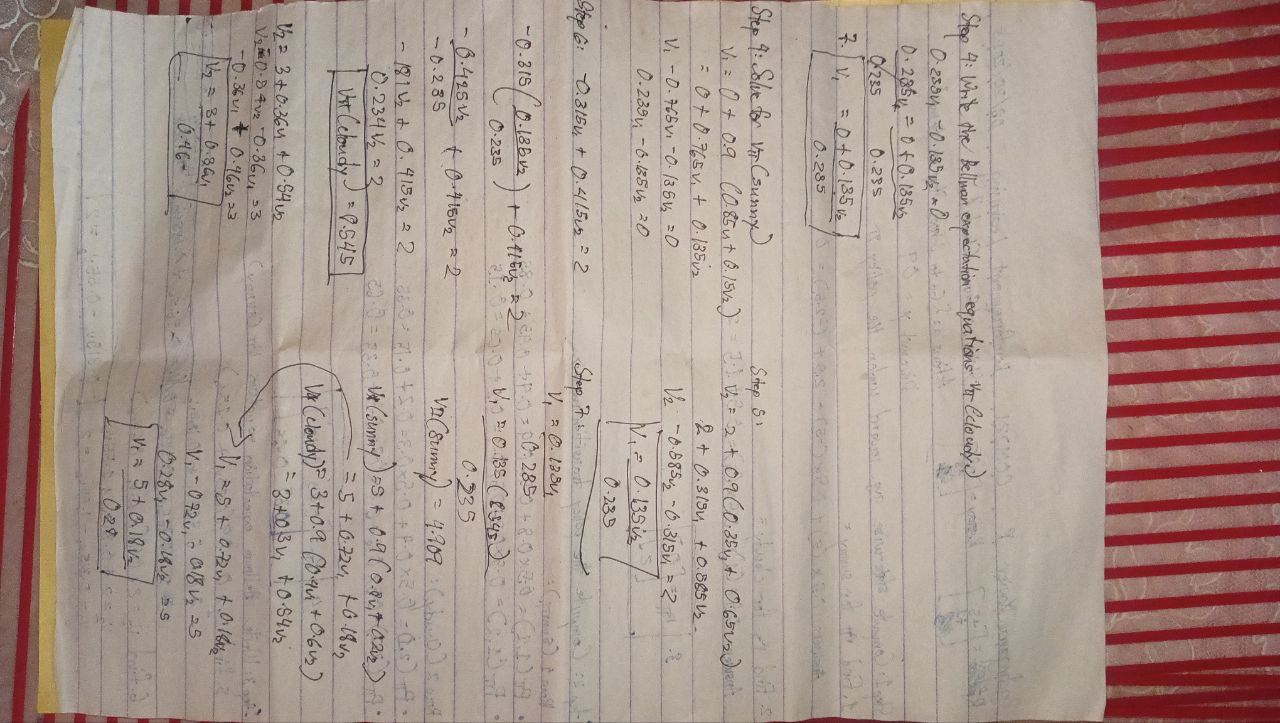 Step 4: Write the bellman expectation equations Vπ (cloudy)
0.235v₁ - 0.135v₂ = 0
0.235v₁ = 0 + 0.135v₂
0.235 0.235
7. v₁ = 0 + 0.135v₂
0.235
Step 4: Solve for Vπ (sunny)
V₁ = 0 + 0.9 (0.85v₁ + 0.15v₂)
= 0 + 0.765v₁ + 0.135v₂
V₁ - 0.765v₁ - 0.135v₂ = 0
0.235v₁ - 0.135v₂ = 0
Step 5:
V₂ = 2 + 0.9 (0.35v₁ + 0.65v₂)
2 + 0.315v₁ + 0.585v₂
V₂ - 0.585v₂ - 0.315v₁ = 2
V₁ = 0.135v₂
0.235
Step 6: -0.315v₁ + 0.415v₂ = 2
-0.315 (0.135v₂) + 0.415v₂ = 2
0.235
-0.425v₂ + 0.415v₂ = 2
-0.235
-181v₂ + 0.415v₂ = 2
0.234v₂ = 2
Vπ (cloudy) = 8.545
Step 7:
V₁ = 0.135v₂
0.235
V₁ = 0.135 (8.545)
0.235
Vπ (sunny) = 4.909
Vπ (sunny) = 5 + 0.9 (0.8v₁ + 0.2v₂)
= 5 + 0.72v₁ + 0.18v₂
Vπ (cloudy) = 3 + 0.9 (0.4v₁ + 0.6v₂)
= 3 + 0.3v₁ + 0.54v₂
V₂ = 3 + 0.36v₁ + 0.54v₂
V₂ - 0.54v₂ - 0.36v₁ = 3
-0.36v₁ + 0.46v₂ = 3
V₂ = 3 + 0.36v₁
0.46
V₁ = 5 + 0.72v₁ + 0.18v₂
V₁ - 0.72v₁ - 0.18v₂ = 5
0.28v₁ - 0.18v₂ = 5
V₁ = 5 + 0.18v₂
0.28